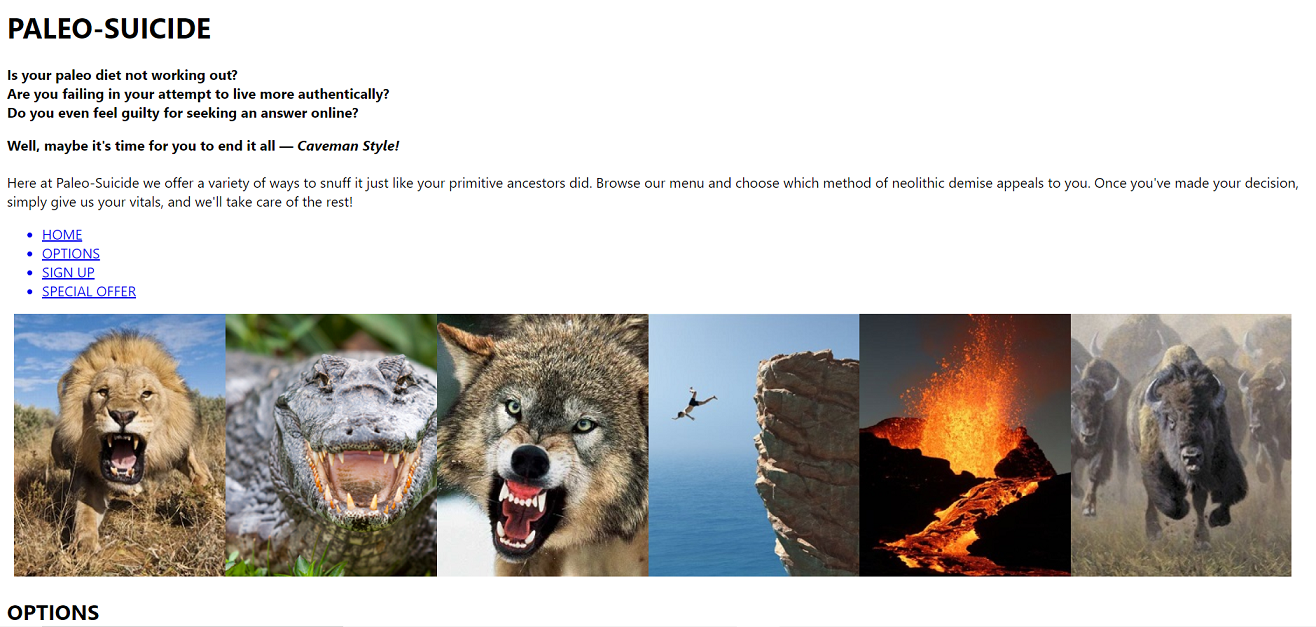 PALEO-SUICIDE
Is your paleo diet not working out?
Are you failing in your attempt to live more authentically?
Do you even feel guilty for seeking an answer online?
Well, maybe it's time for you to end it all — Caveman Style!
Here at Paleo-Suicide we offer a variety of ways to snuff it just like your primitive ancestors did. Browse our menu and choose which method of neolithic demise appeals to you. Once you've made your decision,
simply give us your vitals, and we'll take care of the rest!
HOME
OPTIONS
SIGN UP
SPECIAL OFFER
OPTIONS